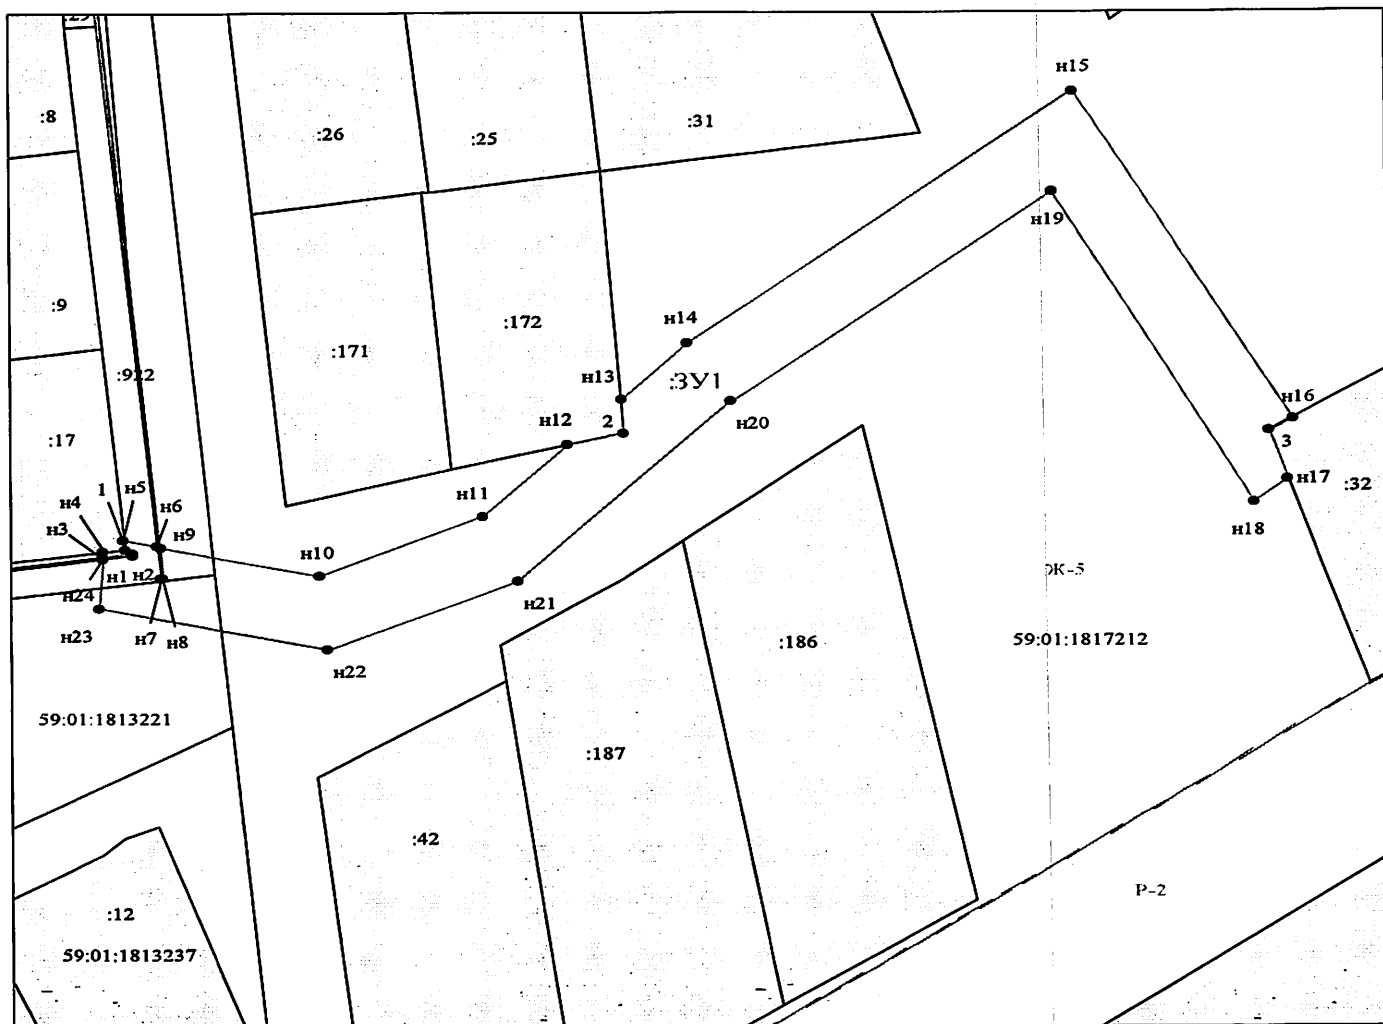 :29
н15
:8
:26
:25
:31
н19
:9
:172
н14
:171
:922
н13
:ЗУ1
н16
н12
2
н20
3
:17
1
н5
н4
н6
н17
:32
н3
н9
н11
н18
н10
н1
н2
Ж-5
н24
н21
н23
н7
н8
:186
59:01:1817212
н22
59:01:1813221
:187
:42
Р-2
:12
59:01:1813237